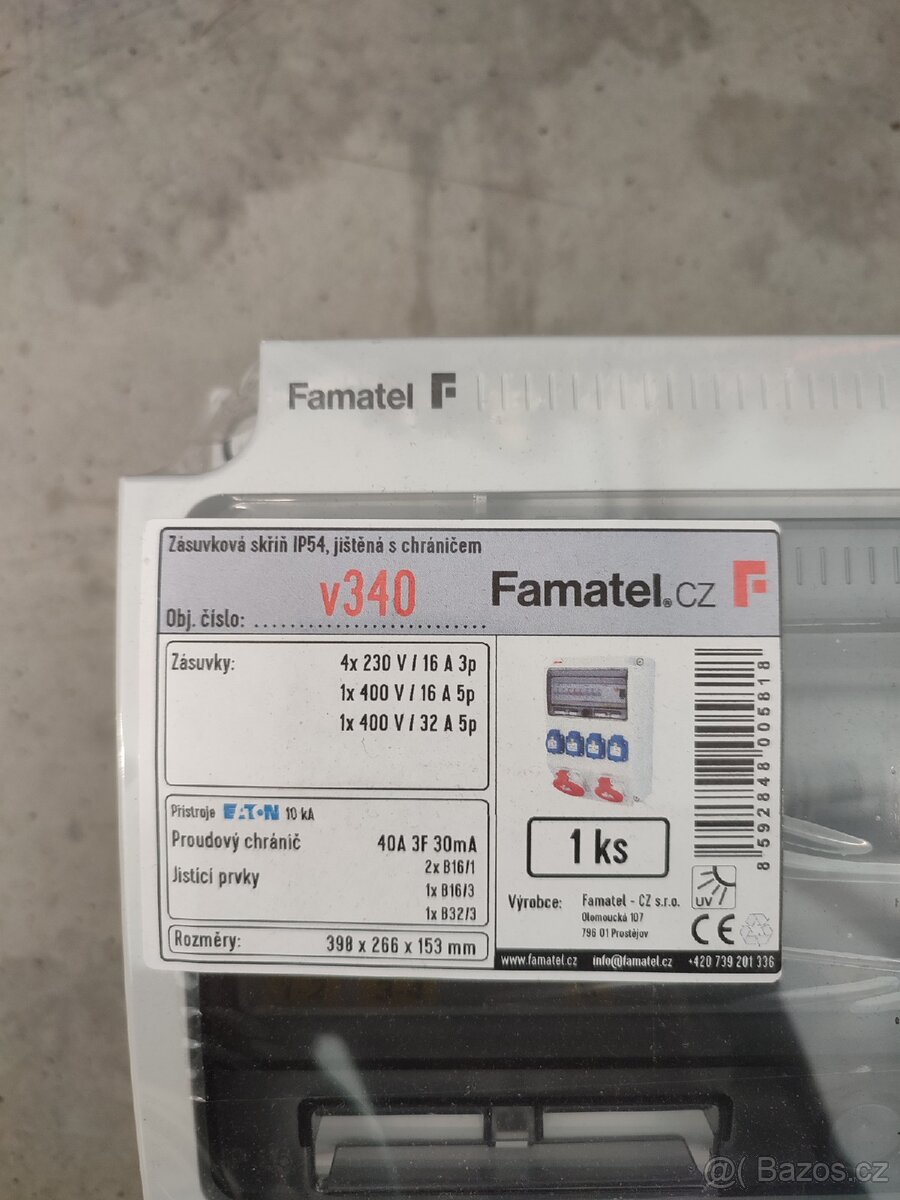 Famatel
Zásuvková skříň IP54, jištěná s chráničem
v340
Obj. číslo:
Famatel.cz
Zásuvky:
4x 230 V / 16 A 3p
1x 400 V / 16 A 5p
1x 400 V / 32 A 5p
Přístroje EATON 10 kA
Proudový chránič 40A 3F 30mA
Jistící prvky
2x B16/1
1x B16/3
1x B32/3
Rozměry: 390 x 266 x 153 mm
1 ks
Výrobce: Famatel - CZ s.r.o.
Olomoucká 107
796 01 Prostějov
www.famatel.cz info@famatel.cz +420 739 201 336
8 592848 005818
UV
CE
@( Bazos.cz